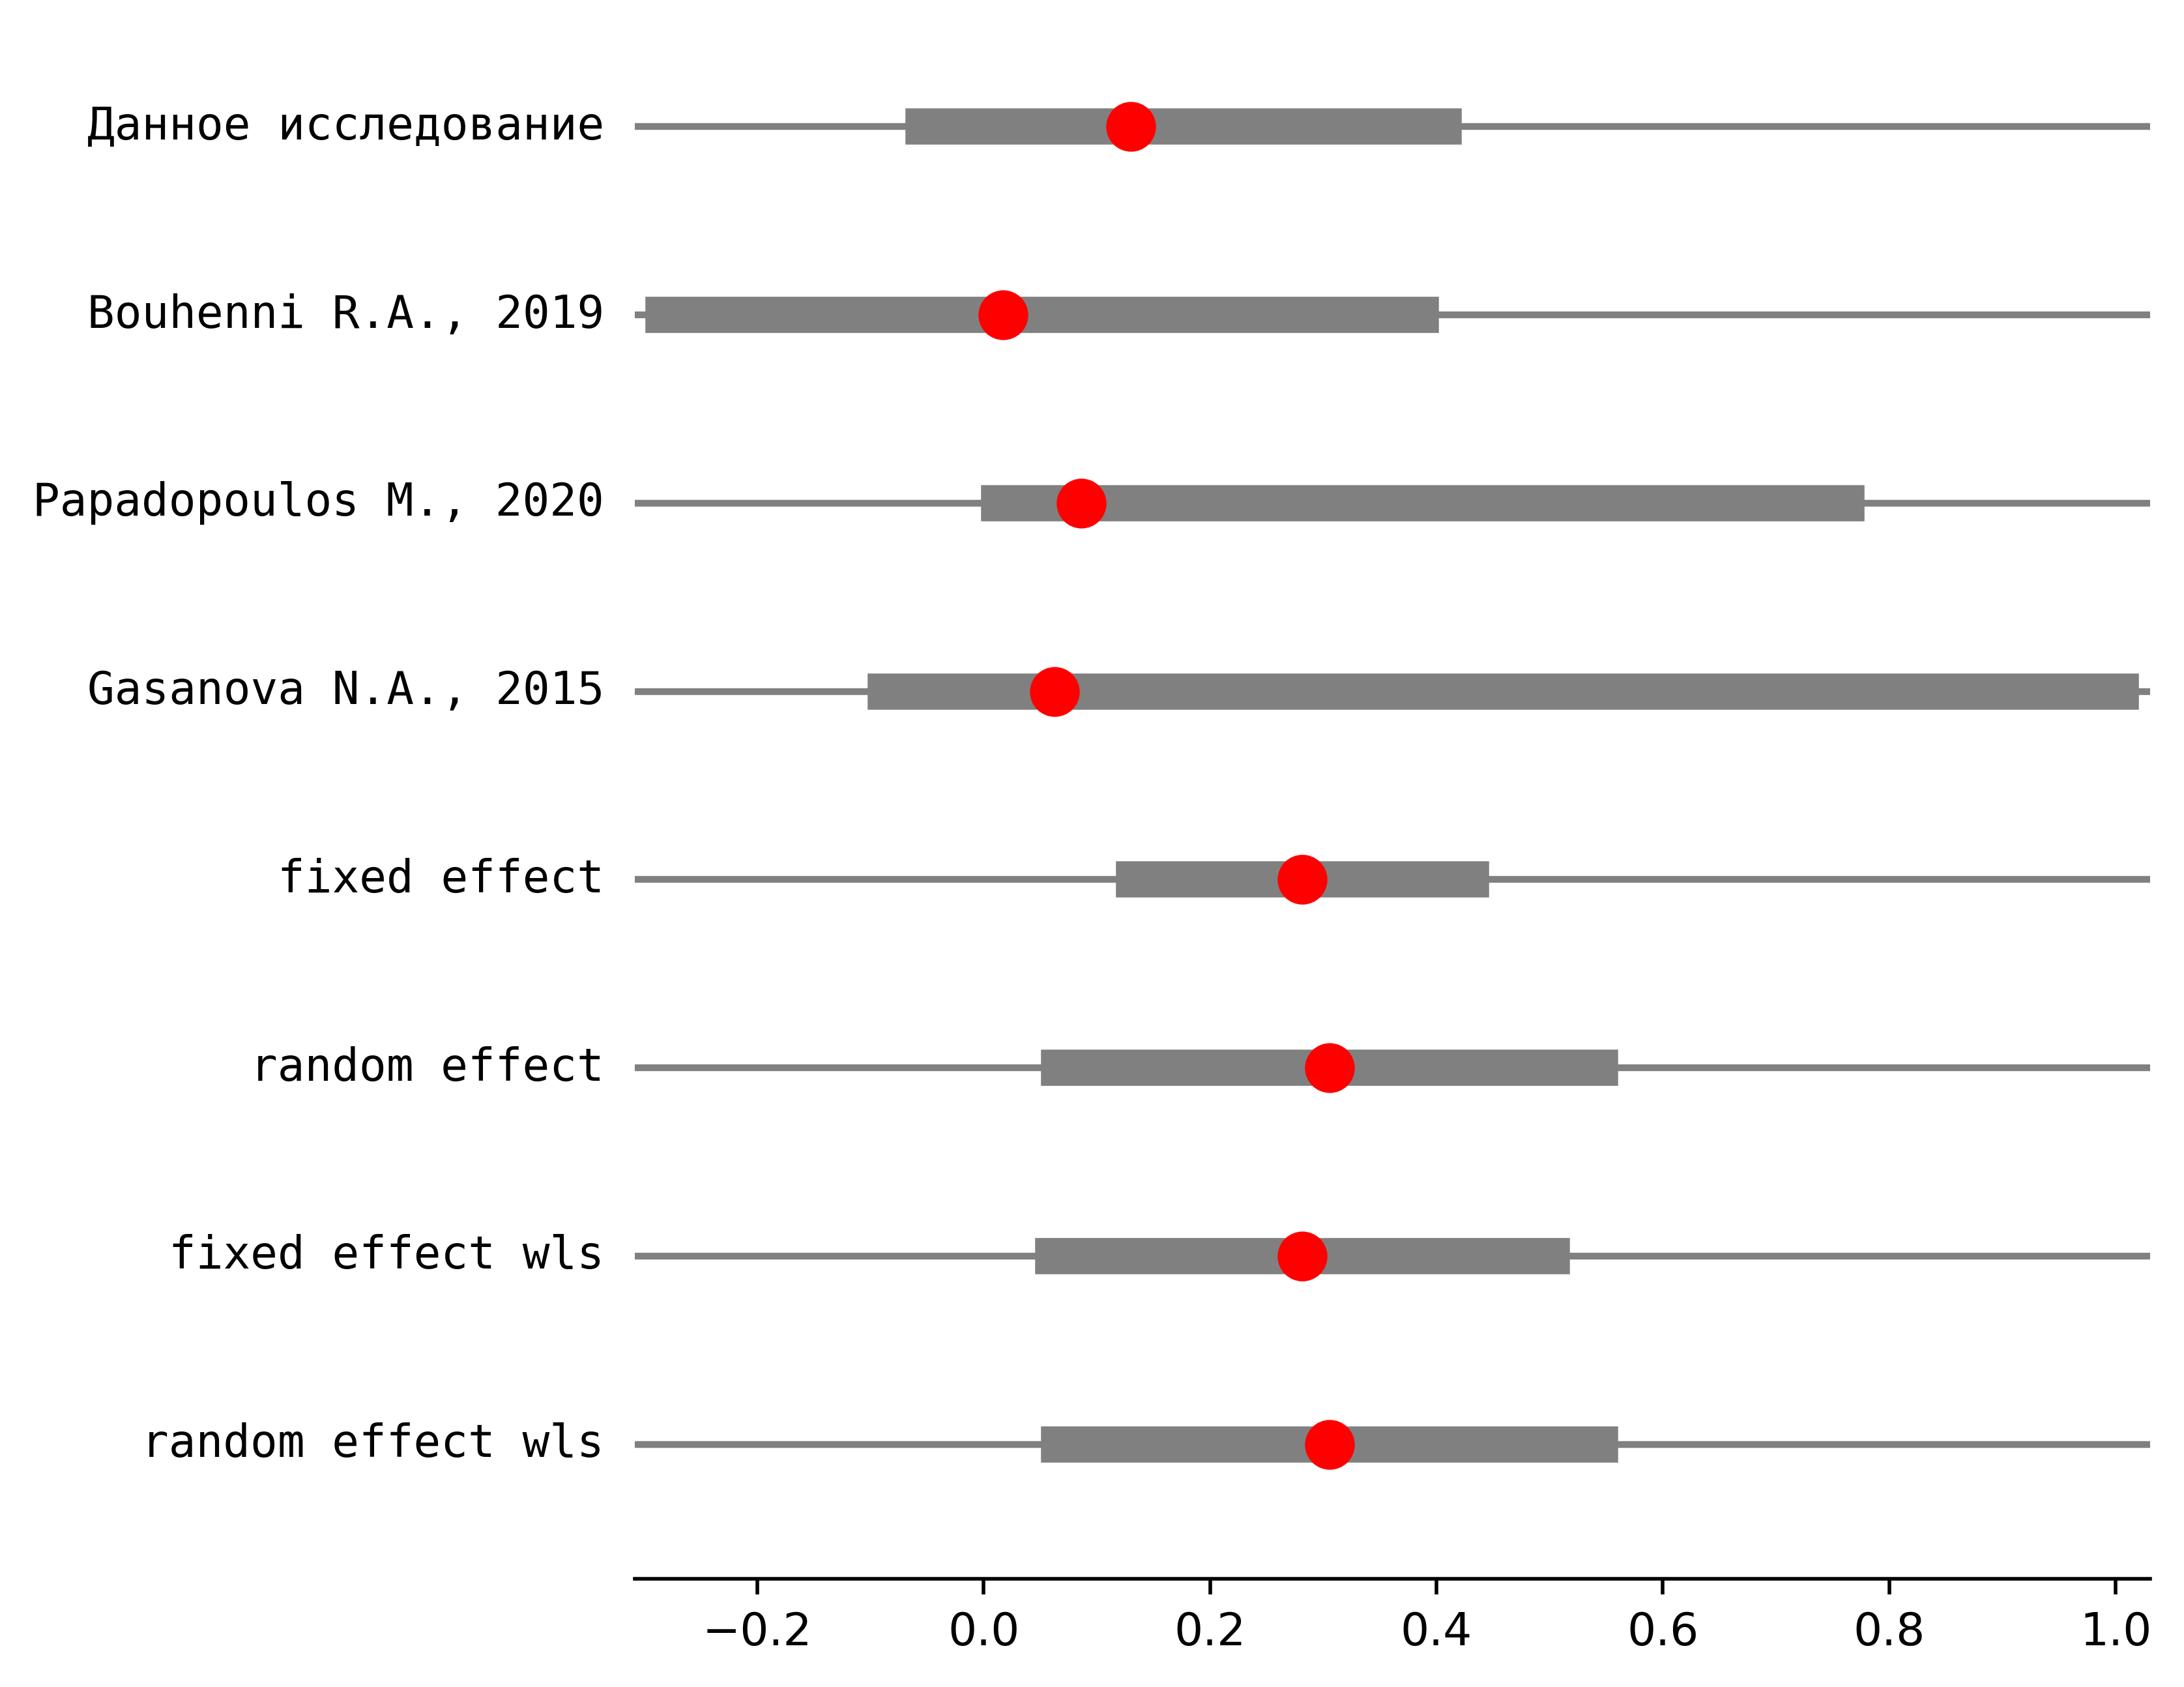 Данное исследование
Bouhenni R.A., 2019
Papadopoulos M., 2020
Gasanova N.A., 2015
fixed effect
random effect
fixed effect wls
random effect wls
−0.2 0.0 0.2 0.4 0.6 0.8 1.0